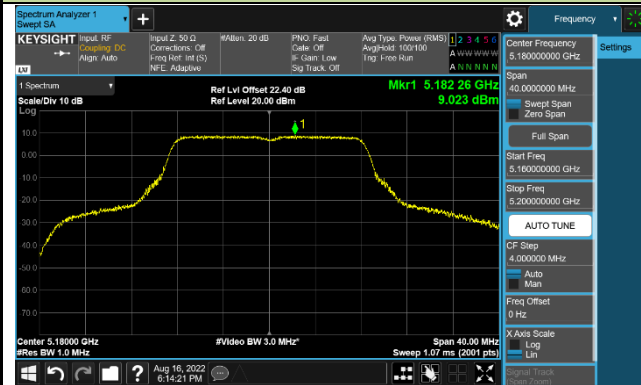 Spectrum Analyzer 1
Swept SA
Frequency
KEYSIGHT
Input: RF
Coupling: DC
Align: Auto
Input Z: 50 Ω
Corrections: Off
Freq Ref: Int (S)
NFE: Adaptive
#Atten: 20 dB
PNO: Fast
Gate: Off
IF Gain: Low
Sig Track: Off
Avg Type: Power (RMS)
Avg|Hold: 100/100
Trig: Free Run
1 2 3 4 5 6
A W W W W W
A N N N N N
LXI
1 Spectrum
Scale/Div 10 dB
Log
Ref Lvl Offset 22.40 dB
Ref Level 20.00 dBm
Mkr1 5.182 26 GHz
9.023 dBm
1
10.0
0.00
-10.0
-20.0
-30.0
-40.0
-50.0
-60.0
-70.0
Center 5.18000 GHz
#Res BW 1.0 MHz
#Video BW 3.0 MHz*
Span 40.00 MHz
Sweep 1.07 ms (2001 pts)
Aug 16, 2022
6:14:21 PM
Center Frequency
5.180000000 GHz
Settings
Span
40.0000000 MHz
Swept Span
Zero Span
Full Span
Start Freq
5.160000000 GHz
Stop Freq
5.200000000 GHz
AUTO TUNE
CF Step
4.000000 MHz
Auto
Man
Freq Offset
0 Hz
X Axis Scale
Log
Lin
Signal Track
(Span Zoom)